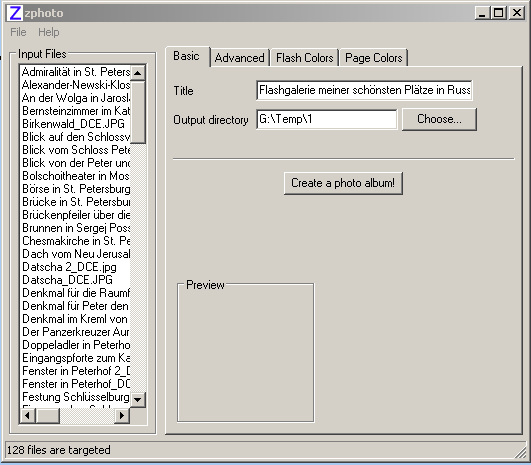 zphoto
File Help
Input Files
Admiralität in St. Peters
Alexander-Newski-Klos
An der Wolga in Jarosla
Bernsteinzimmer im Kat
Birkenwald_DCE.JPG
Blick auf den Schlossv
Blick vom Schloss Pete
Blick von der Peter und
Bolschoitheater in Mos
Börse in St. Petersburg
Brücke in St. Petersbur
Brückenpfeiler über die
Brunnen in Sergej Poss
Chesmakirche in St. Pe
Dach vom Neu Jerusal
Datscha 2_DCE.jpg
Datscha_DCE.JPG
Denkmal für die Raumf
Denkmal für Peter den
Denkmal im Kreml von
Der Panzerkreuzer Aur
Doppeladler in Peterho
Eingangspforte zum Ka
Fenster in Peterhof 2_D
Fenster in Peterhof_DC
Festung Schlüsselburg
Basic Advanced Flash Colors Page Colors
Title Flashgalerie meiner schönsten Plätze in Russ
Output directory G:\Temp\1 Choose...
Create a photo album!
Preview
128 files are targeted